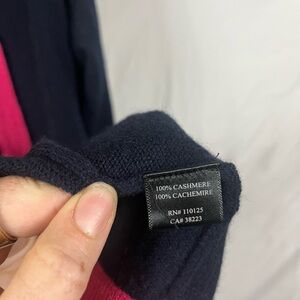 100% CASHMERE
100% CACHEMIRE
RN# 110125
CA# 38223